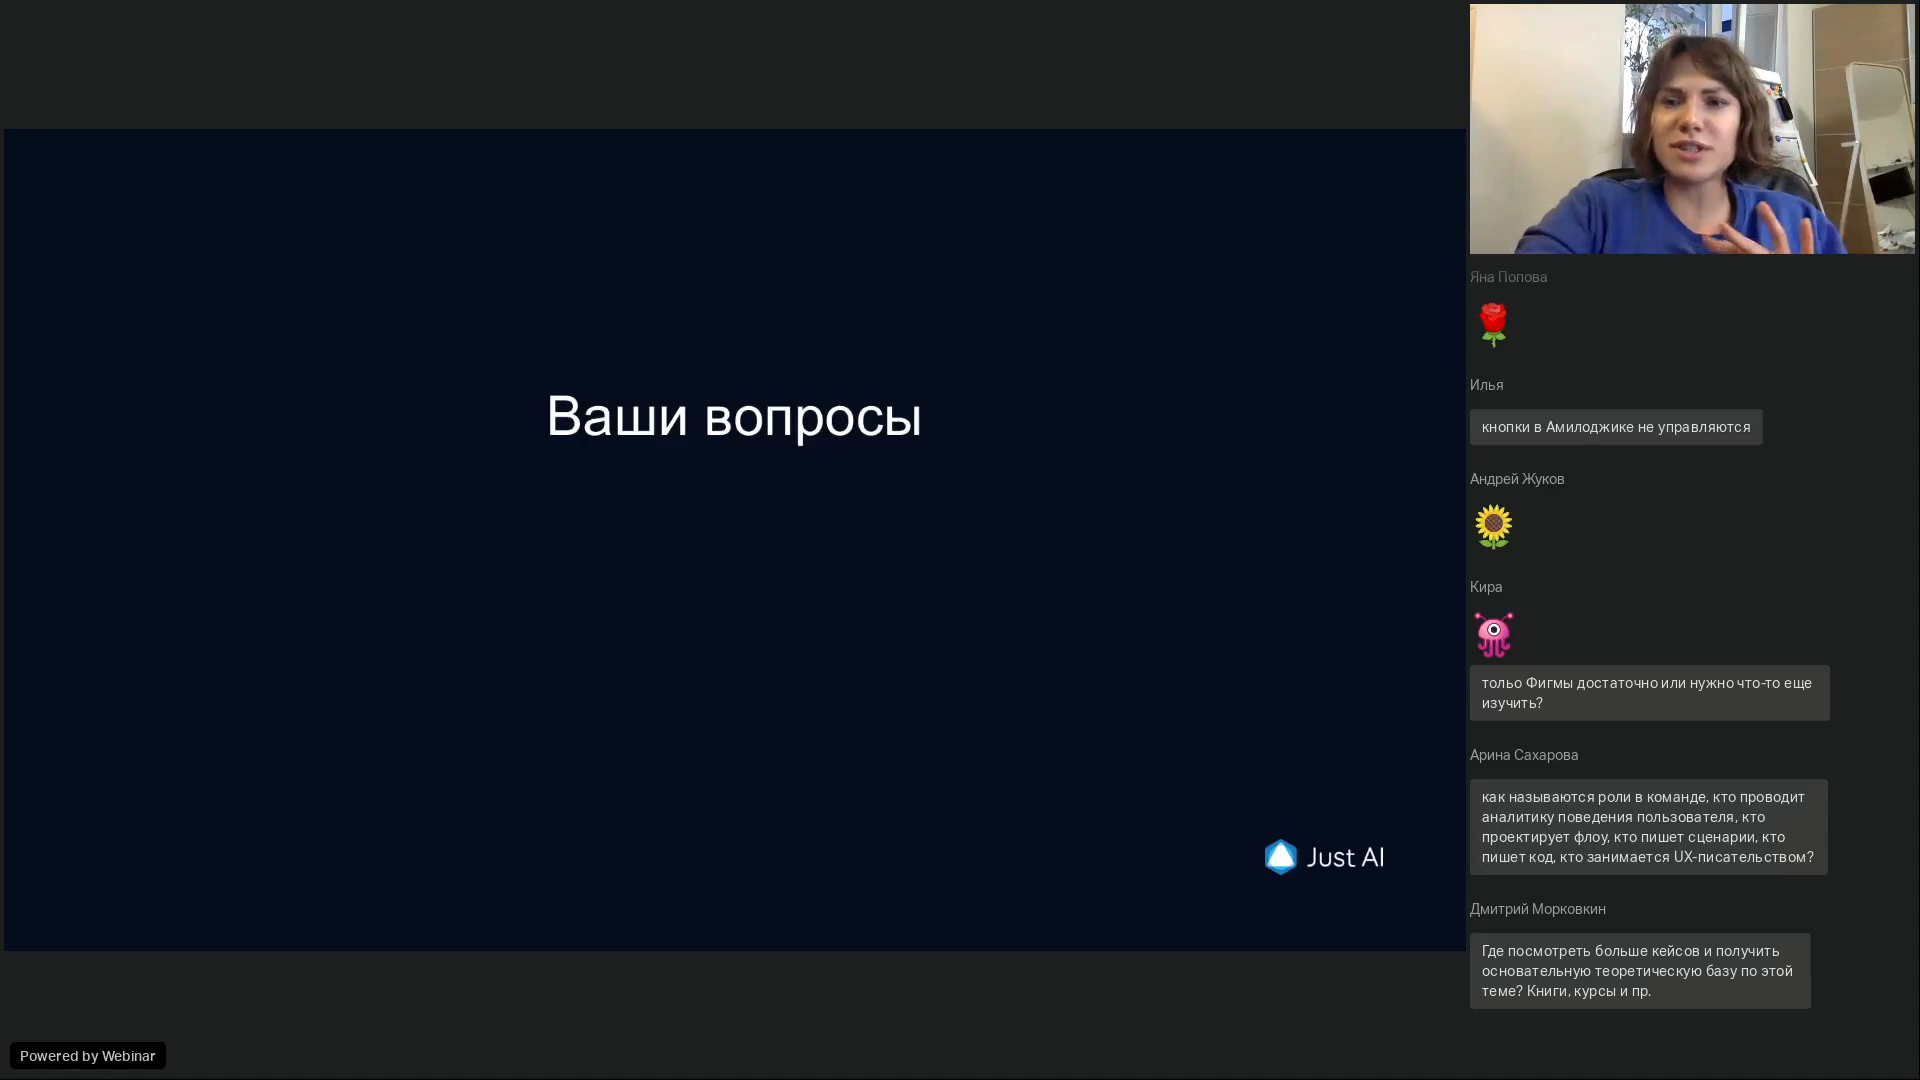 Ваши вопросы
Just AI
Powered by Webinar
Яна Попова
Илья
кнопки в Амилоджике не управляются
Андрей Жуков
Кира
тольо Фигмы достаточно или нужно что-то еще
изучить?
Арина Сахарова
как называются роли в команде, кто проводит
аналитику поведения пользователя, кто
проектирует флоу, кто пишет сценарии, кто
пишет код, кто занимается UX-писательством?
Дмитрий Морковкин
Где посмотреть больше кейсов и получить
основательную теоретическую базу по этой
теме? Книги, курсы и пр.